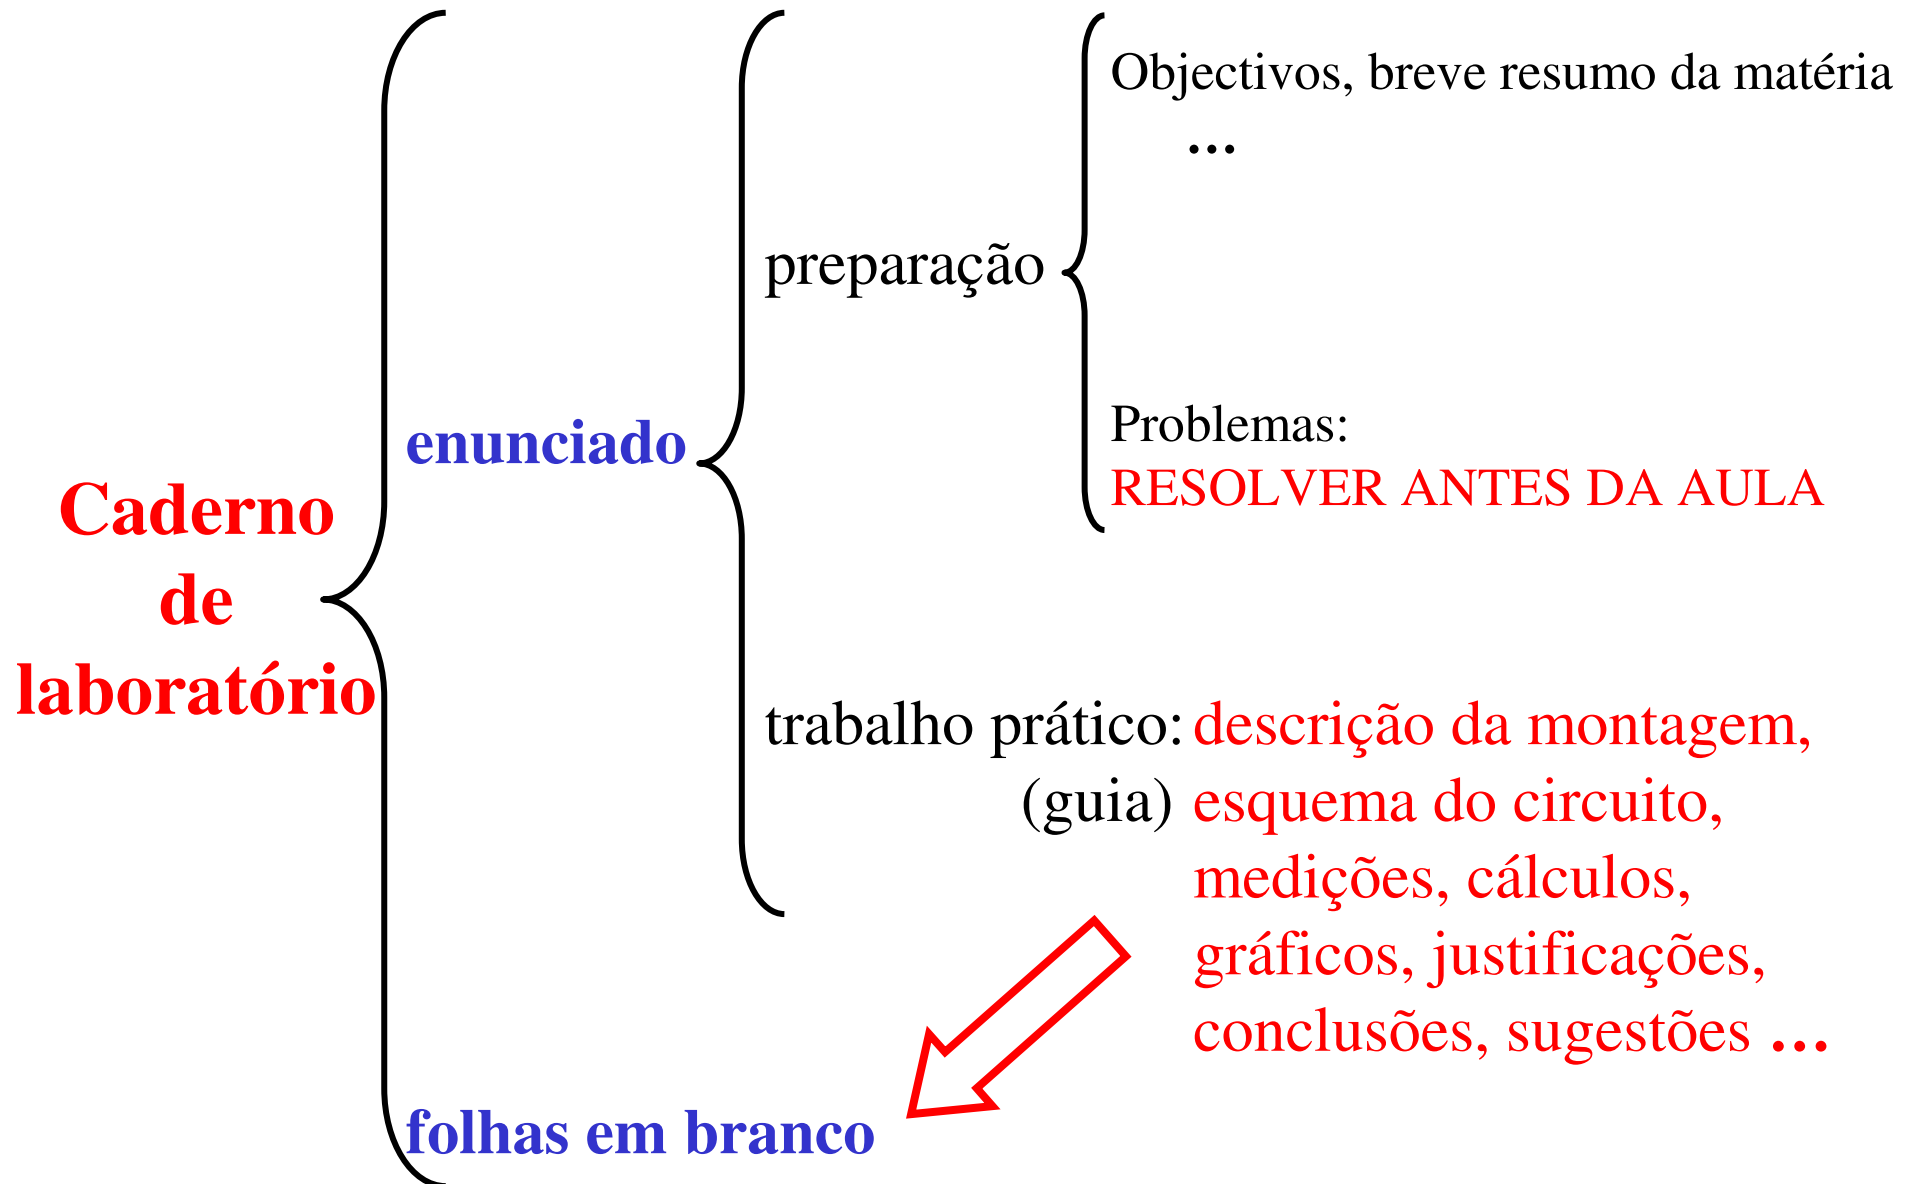 Objectivos, breve resumo da matéria
...
preparação
Problemas:
RESOLVER ANTES DA AULA
enunciado
Caderno
de
laboratório
trabalho prático: descrição da montagem,
(guia) esquema do circuito,
medições, cálculos,
gráficos, justificações,
conclusões, sugestões ...
folhas em branco